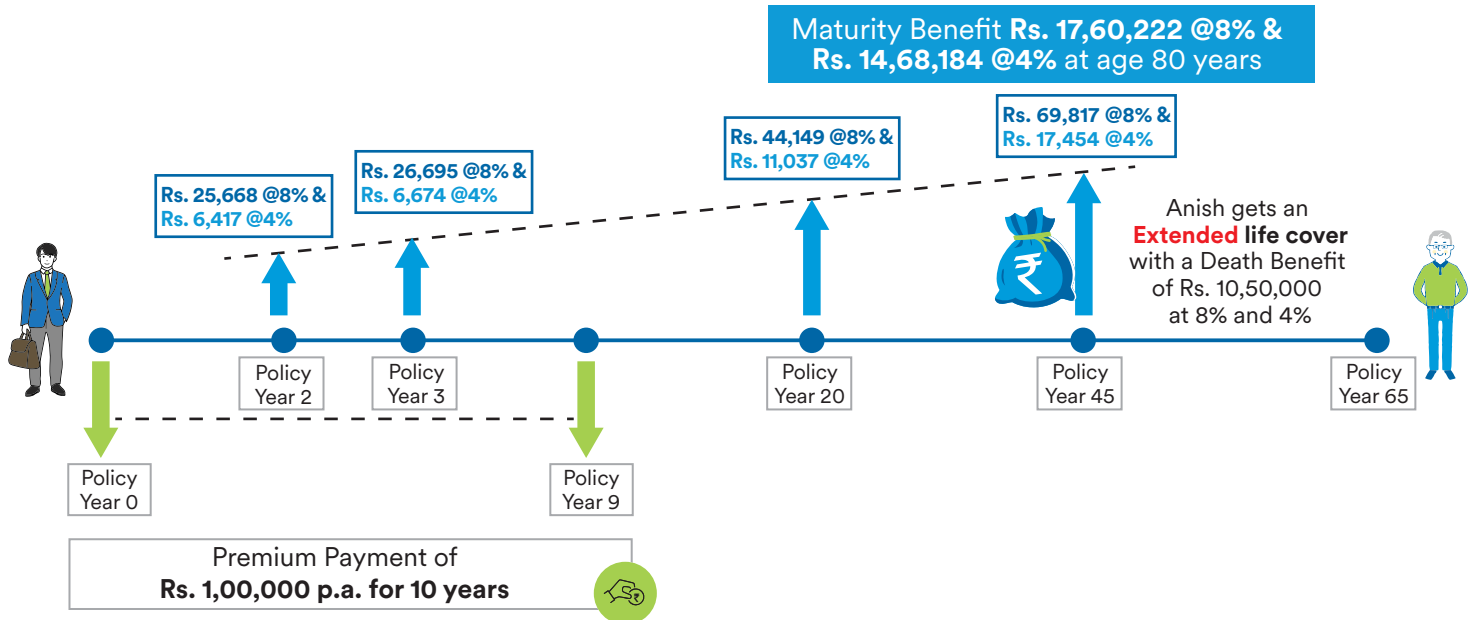 Maturity Benefit Rs. 17,60,222 @8% &
Rs. 14,68,184 @4% at age 80 years
Rs. 25,668 @8% &
Rs. 6,417 @4%
Rs. 26,695 @8% &
Rs. 6,674 @4%
Rs. 44,149 @8% &
Rs. 11,037 @4%
Rs. 69,817 @8% &
Rs. 17,454 @4%
Anish gets an
Extended life cover
with a Death Benefit
of Rs. 10,50,000
at 8% and 4%
₹
Policy
Year 2
Policy
Year 3
Policy
Year 20
Policy
Year 45
Policy
Year 65
Policy
Year 0
Policy
Year 9
Premium Payment of
Rs. 1,00,000 p.a. for 10 years
₹